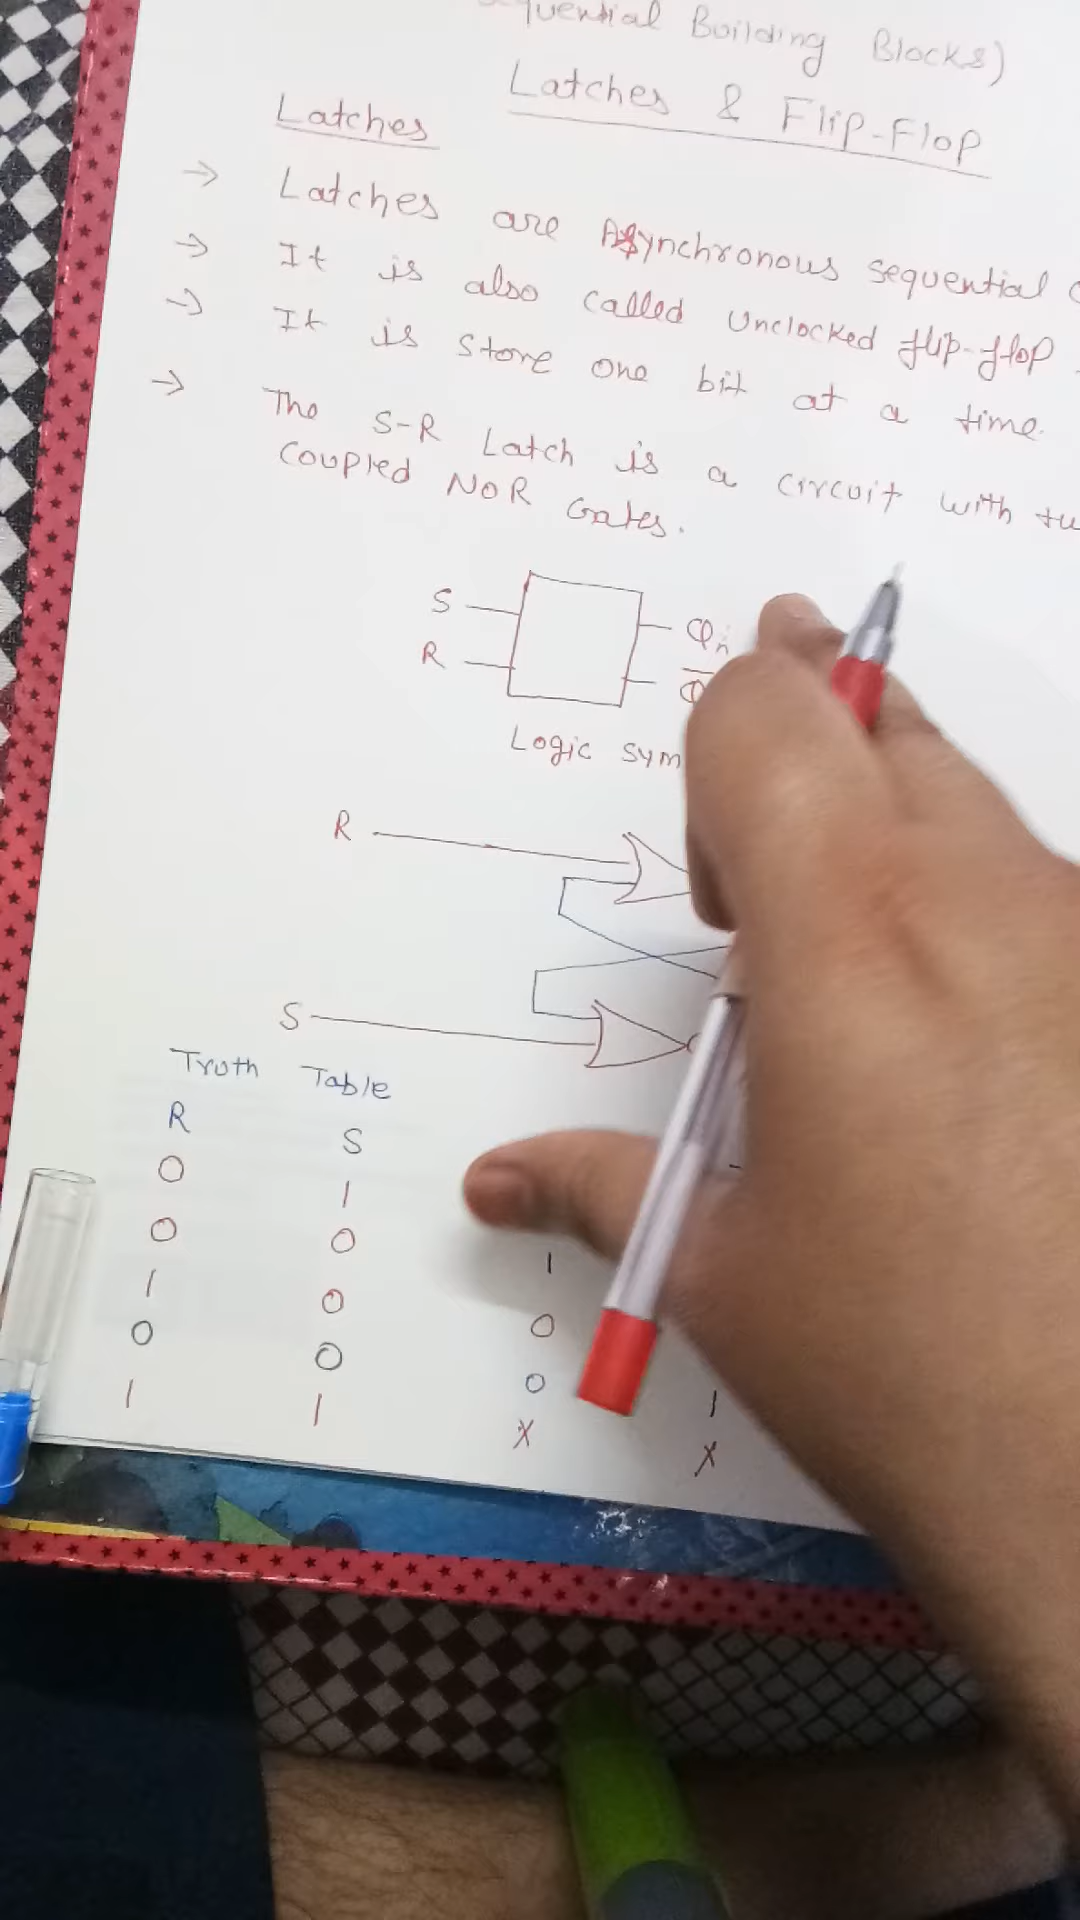 Building Blocks)
Latches & Flip-Flop
Latches
→ Latches are Asynchronous sequential
→ It is also called Unclocked flip-flop
→ It is store one bit at a time.
→ The S-R Latch is a circuit with
Coupled NOR Gates.
S Qn
R
Logic
R
S
Truth Table
R S
0 1
0 0 1
1 0 0
0 0 0 1
1 1 X X